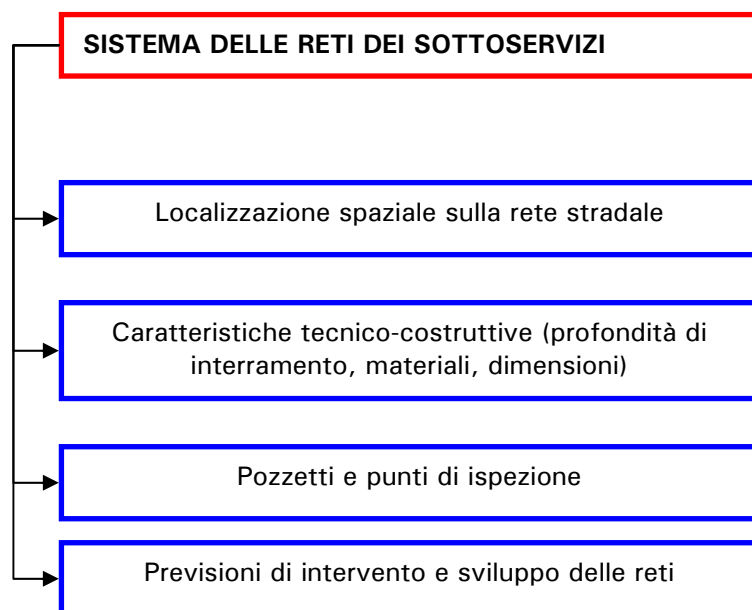 SISTEMA DELLE RETI DEI SOTTOSERVIZI
Localizzazione spaziale sulla rete stradale
Caratteristiche tecnico-costruttive (profondità di
interramento, materiali, dimensioni)
Pozzetti e punti di ispezione
Previsioni di intervento e sviluppo delle reti